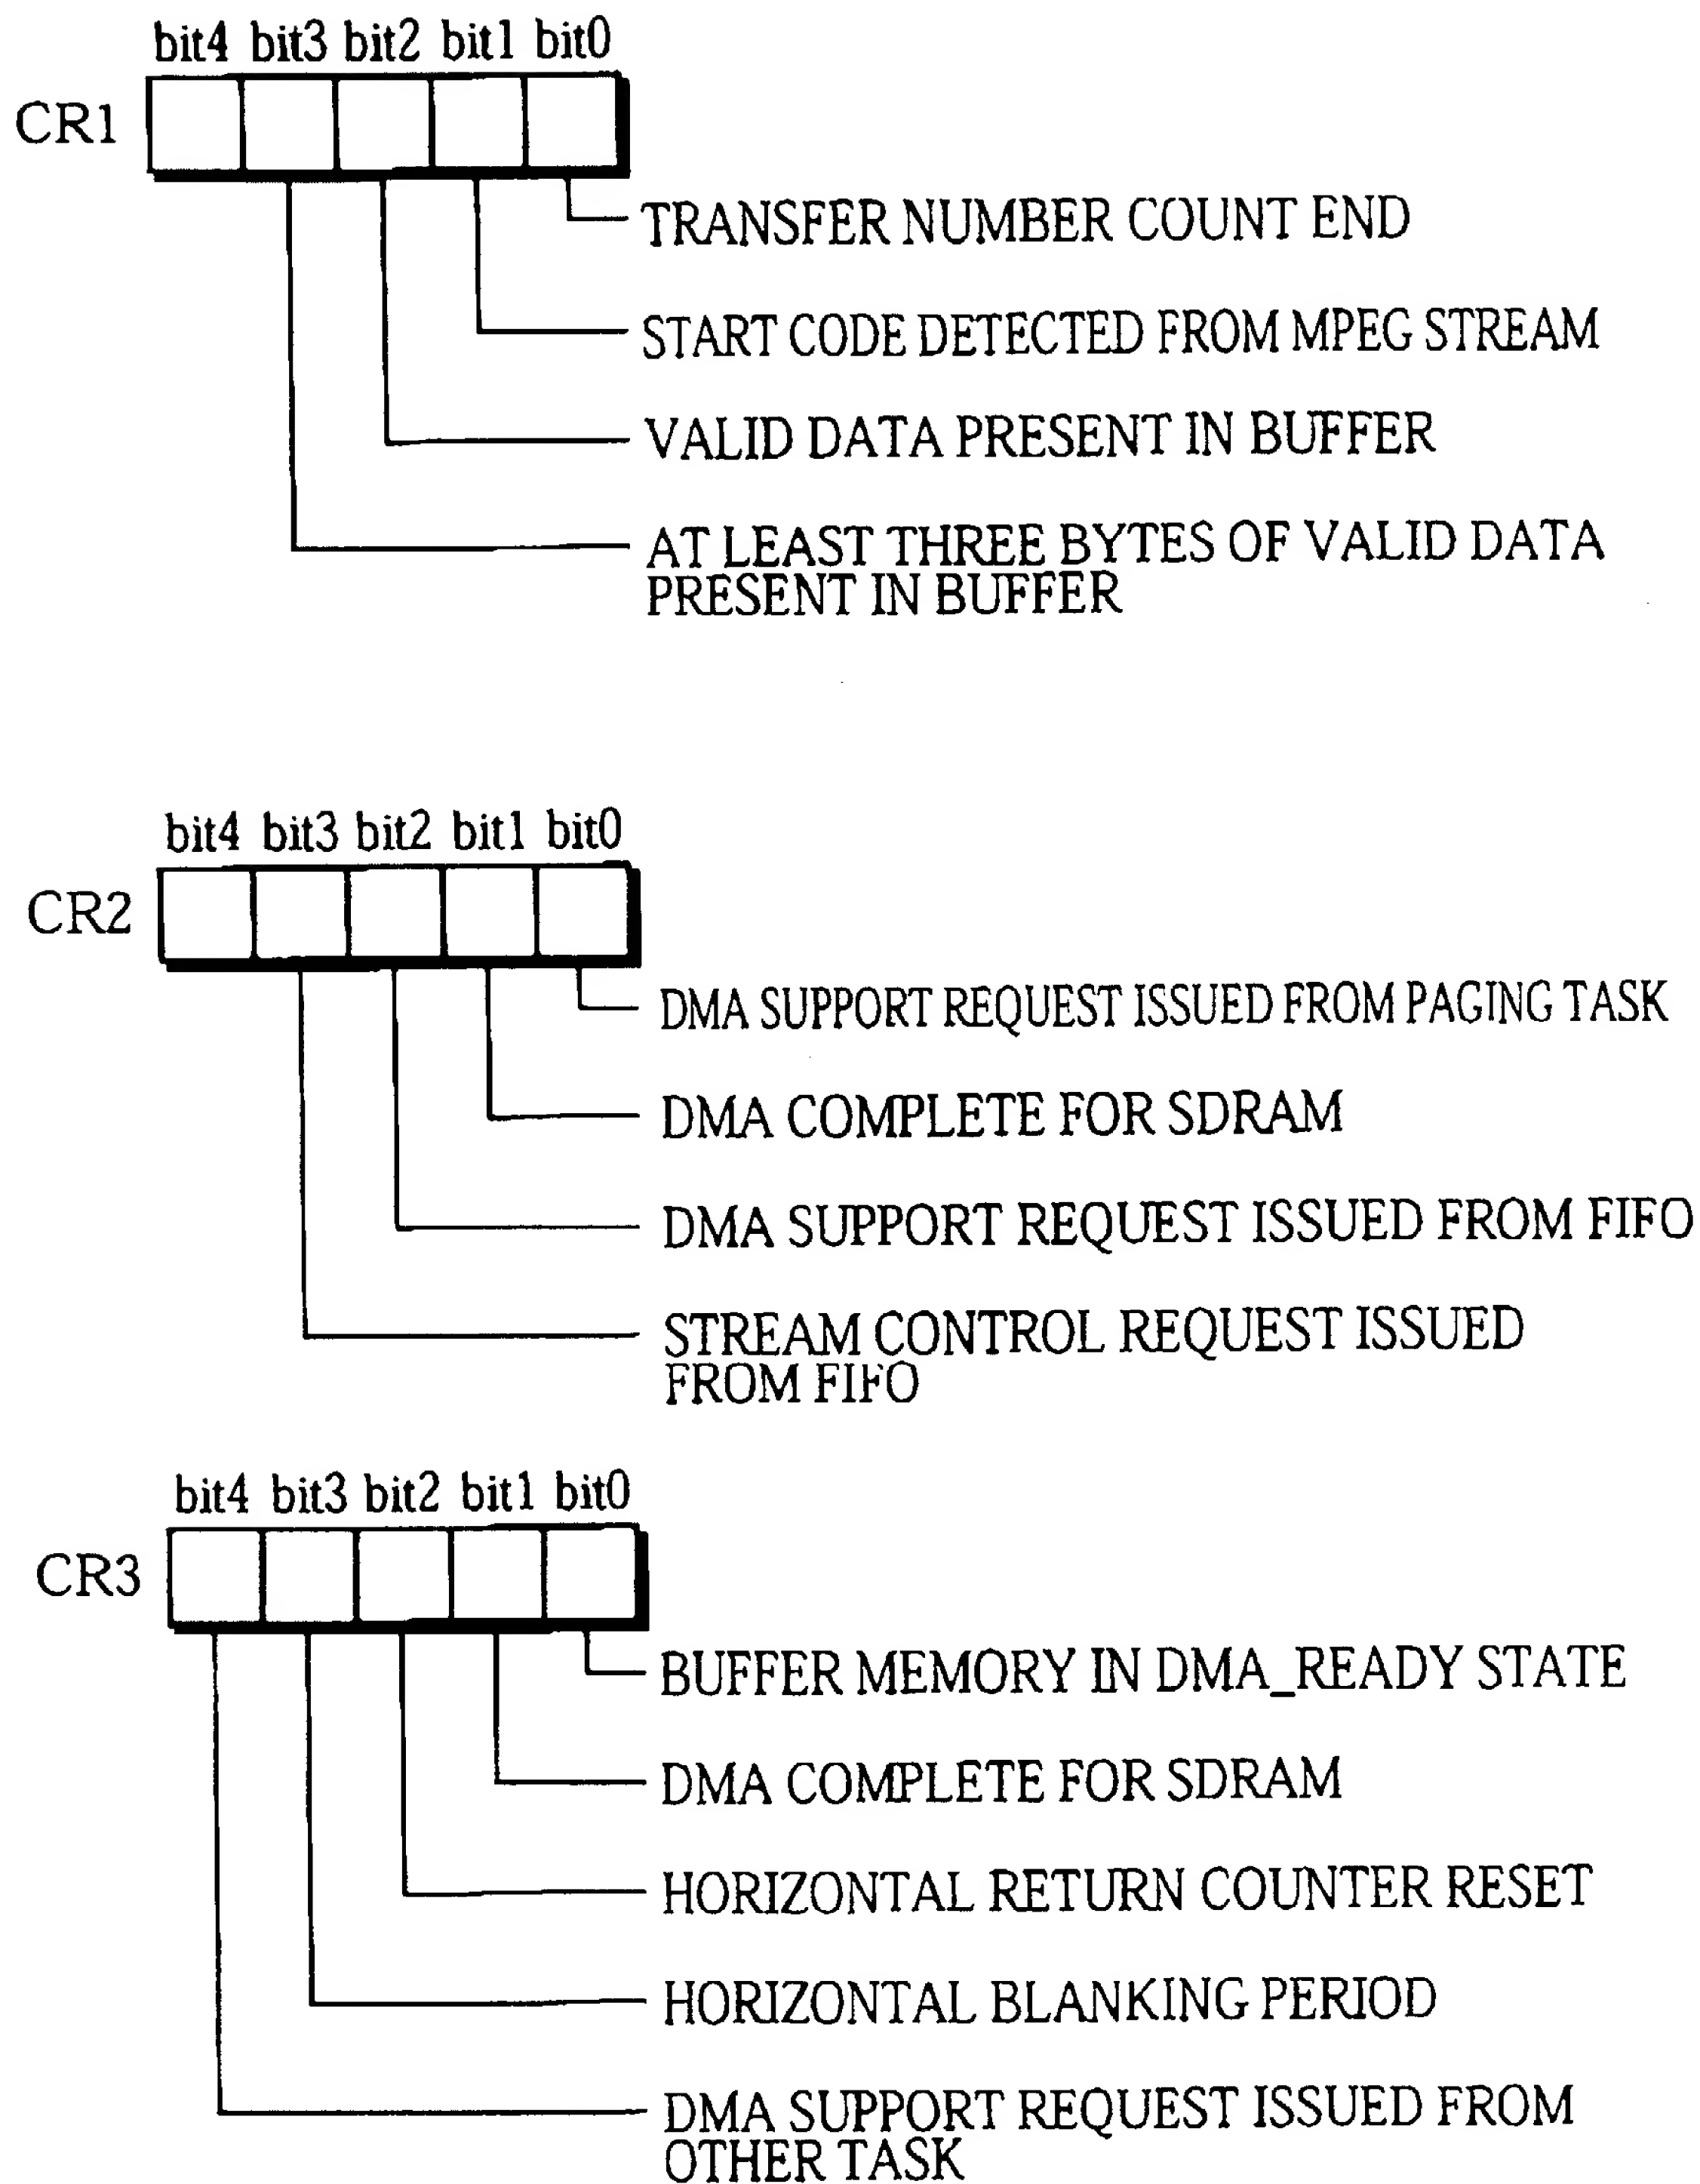 bit4 bit3 bit2 bit1 bit0
CR1
TRANSFER NUMBER COUNT END
START CODE DETECTED FROM MPEG STREAM
VALID DATA PRESENT IN BUFFER
AT LEAST THREE BYTES OF VALID DATA
PRESENT IN BUFFER
bit4 bit3 bit2 bit1 bit0
CR2
DMA SUPPORT REQUEST ISSUED FROM PAGING TASK
DMA COMPLETE FOR SDRAM
DMA SUPPORT REQUEST ISSUED FROM FIFO
STREAM CONTROL REQUEST ISSUED
FROM FIFO
bit4 bit3 bit2 bit1 bit0
CR3
BUFFER MEMORY IN DMA_READY STATE
DMA COMPLETE FOR SDRAM
HORIZONTAL RETURN COUNTER RESET
HORIZONTAL BLANKING PERIOD
DMA SUPPORT REQUEST ISSUED FROM
OTHER TASK